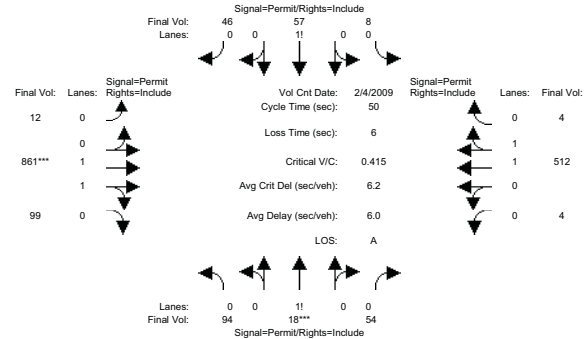 Signal=Permit/Rights=Include
Final Vol: 46 57 8
Lanes: 0 0 1! 0 0
Signal=Permit
Final Vol: Lanes: Rights=Include
Vol Cnt Date: 2/4/2009
Signal=Permit
Rights=Include Lanes: Final Vol:
Cycle Time (sec): 50
12 0
0 4
Loss Time (sec): 6
0
1
861*** 1
Critical V/C: 0.415
1 512
1
Avg Crit Del (sec/veh): 6.2
0
99 0
Avg Delay (sec/veh): 6.0
0 4
LOS: A
Lanes: 0 0 1! 0 0
Final Vol: 94 18*** 54
Signal=Permit/Rights=Include